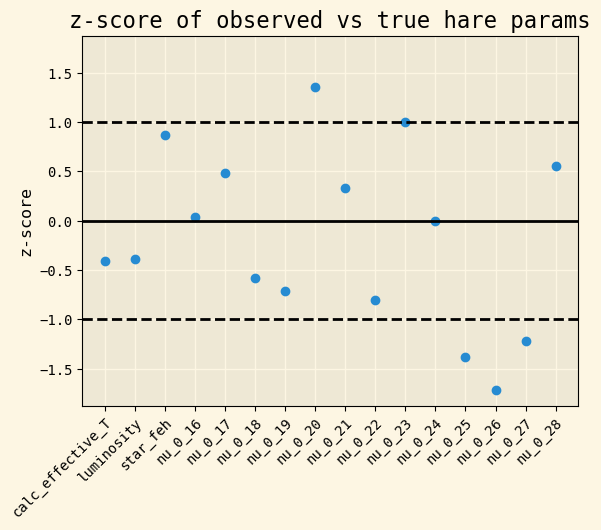 z-score of observed vs true hare params
z-score
1.5
1.0
0.5
0.0
−0.5
−1.0
−1.5
calc_effective_T
luminosity
star_feh
nu_0_16
nu_0_17
nu_0_18
nu_0_19
nu_0_20
nu_0_21
nu_0_22
nu_0_23
nu_0_24
nu_0_25
nu_0_26
nu_0_27
nu_0_28